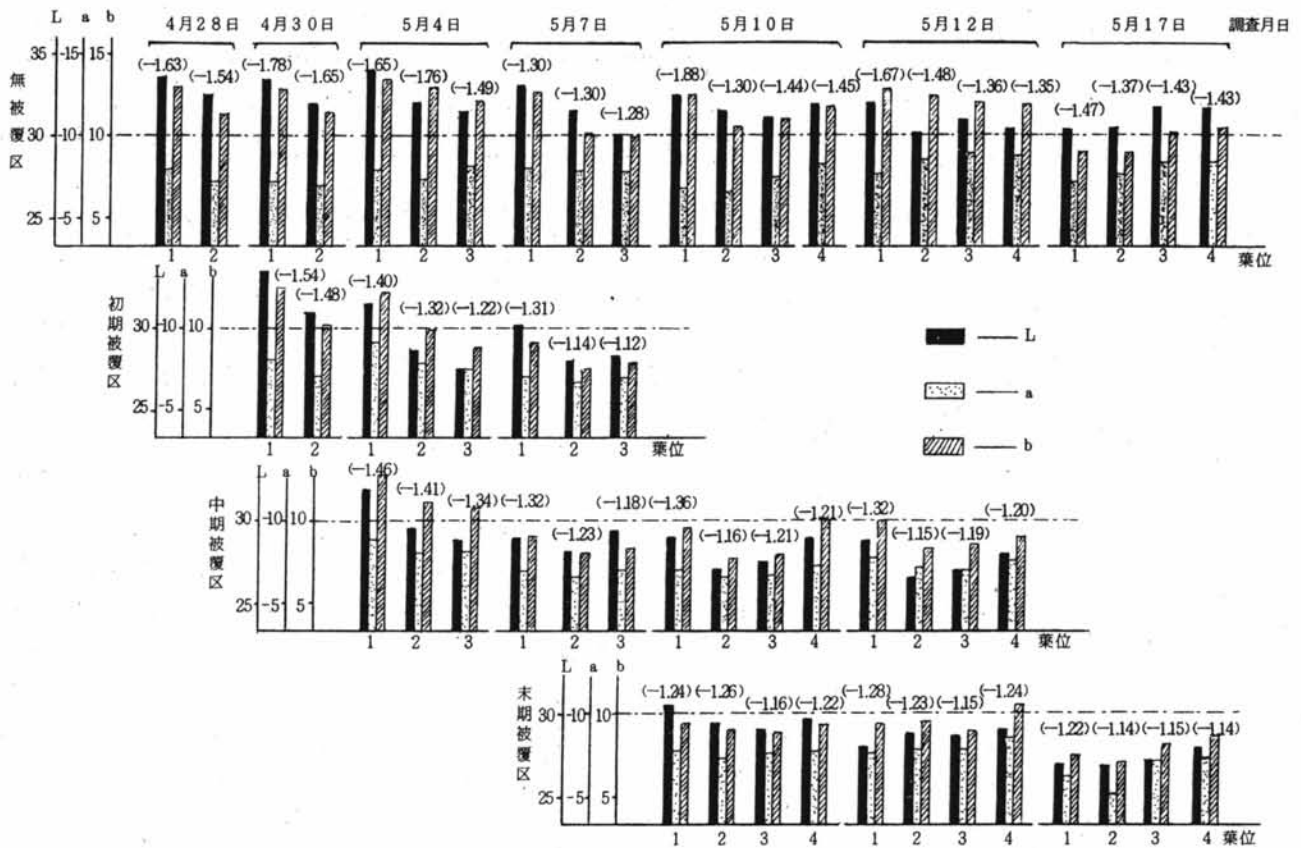 L a b 4月28日 4月30日 5月4日 5月7日 5月10日 5月12日 5月17日 調査月日
35 -15 15
(-1.63) (-1.54) (-1.78) (-1.65) (-1.65) (-1.76) (-1.49) (-1.30) (-1.30) (-1.28) (-1.88) (-1.30) (-1.44) (-1.45) (-1.67) (-1.48) (-1.36) (-1.35) (-1.47) (-1.37) (-1.43) (-1.43)
無被覆区
30 -10 10
25 -5 5
1 2 1 2 1 2 3 1 2 3 1 2 3 4 1 2 3 4 1 2 3 4 葉位
L a b
(-1.54) (-1.48) (-1.40) (-1.32) (-1.22) (-1.31) (-1.14) (-1.12)
初期被覆区
30 -10 10
25 -5 5
1 2 1 2 3 1 2 3 葉位
L
a
b
L a b
(-1.46) (-1.41) (-1.34) (-1.32) (-1.23) (-1.18) (-1.36) (-1.16) (-1.21) (-1.21) (-1.32) (-1.15) (-1.19) (-1.20)
中期被覆区
30 -10 10
25 -5 5
1 2 3 1 2 3 1 2 3 4 1 2 3 4 葉位
L a b
(-1.24) (-1.26) (-1.16) (-1.22) (-1.28) (-1.23) (-1.15) (-1.24) (-1.22) (-1.14) (-1.15) (-1.14)
末期被覆区
30 -10 10
25 -5 5
1 2 3 4 1 2 3 4 1 2 3 4 葉位